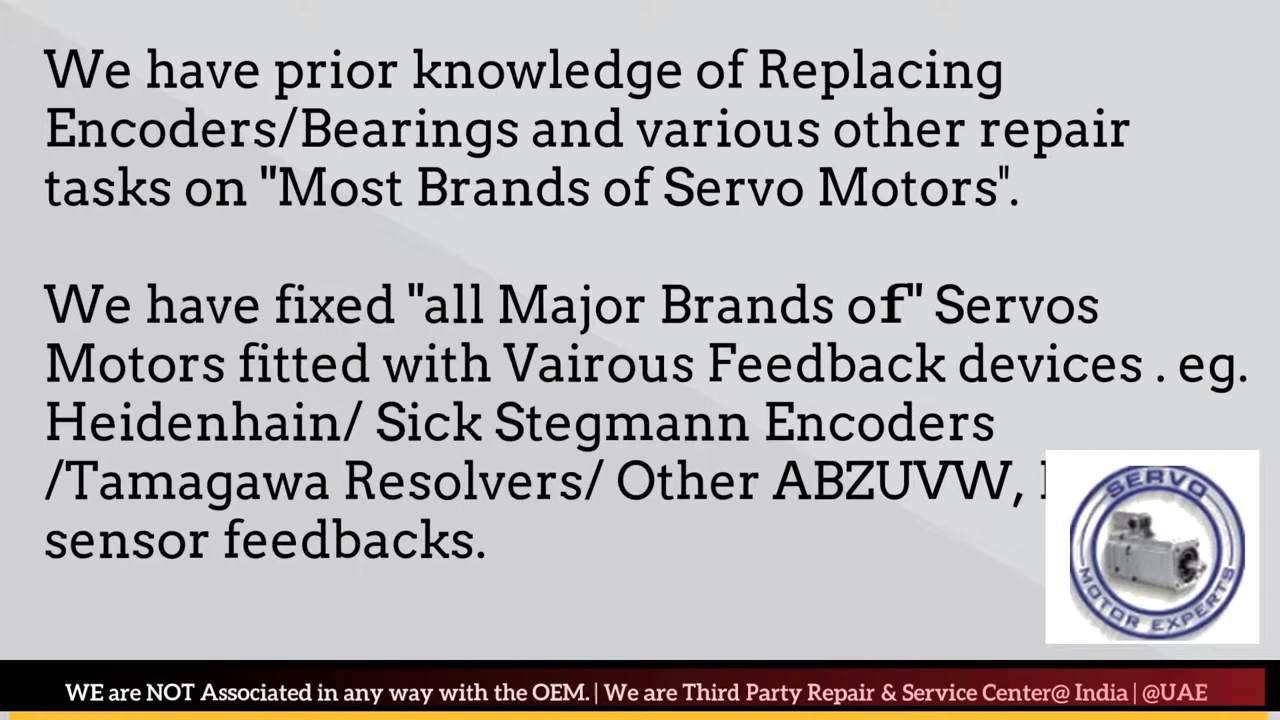 We have prior knowledge of Replacing
Encoders/Bearings and various other repair
tasks on "Most Brands of Servo Motors".
We have fixed "all Major Brands of" Servos
Motors fitted with Vairous Feedback devices . eg.
Heidenhain/ Sick Stegmann Encoders
/Tamagawa Resolvers/ Other ABZUVW,
sensor feedbacks.
SERVO
MOTOR EXPERTS
WE are NOT Associated in any way with the OEM. | We are Third Party Repair & Service Center@ India | @UAE